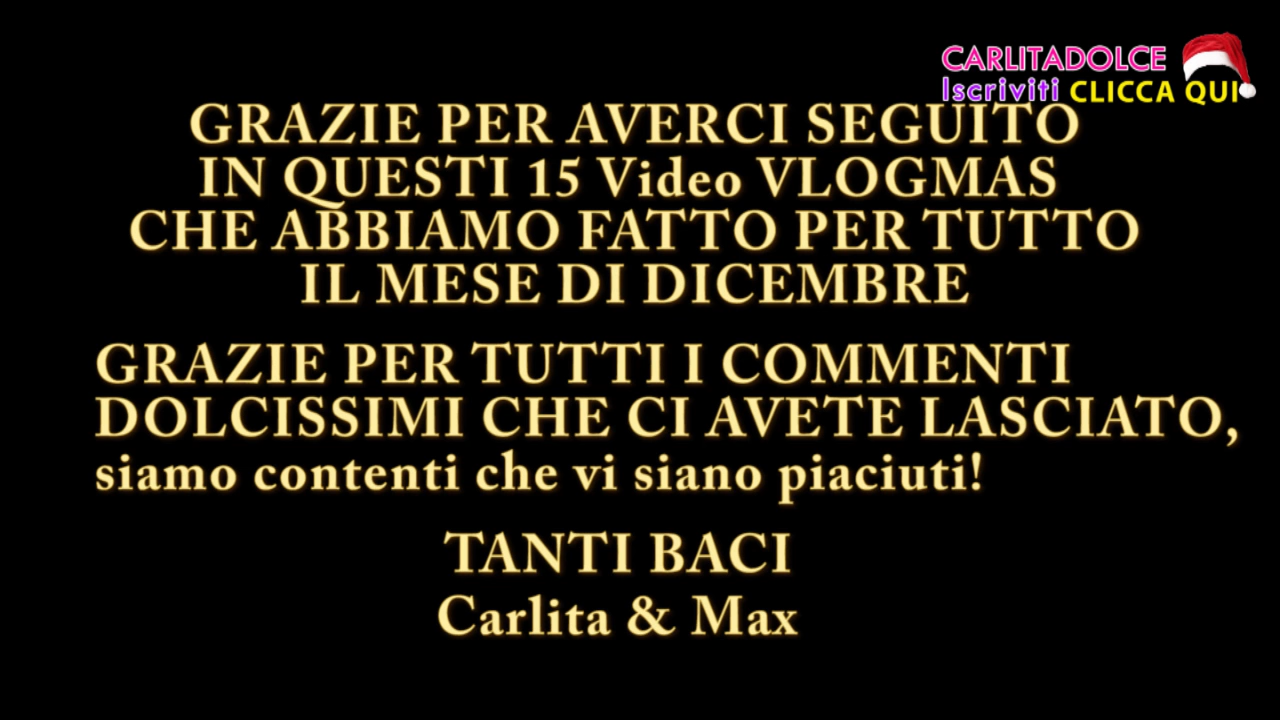 CARLITADOLCE
Iscriviti CLICCA QUI
GRAZIE PER AVERCI SEGUITO
IN QUESTI 15 Video VLOGMAS
CHE ABBIAMO FATTO PER TUTTO
IL MESE DI DICEMBRE
GRAZIE PER TUTTI I COMMENTI
DOLCISSIMI CHE CI AVETE LASCIATO,
siamo contenti che vi siano piaciuti!
TANTI BACI
Carlita & Max